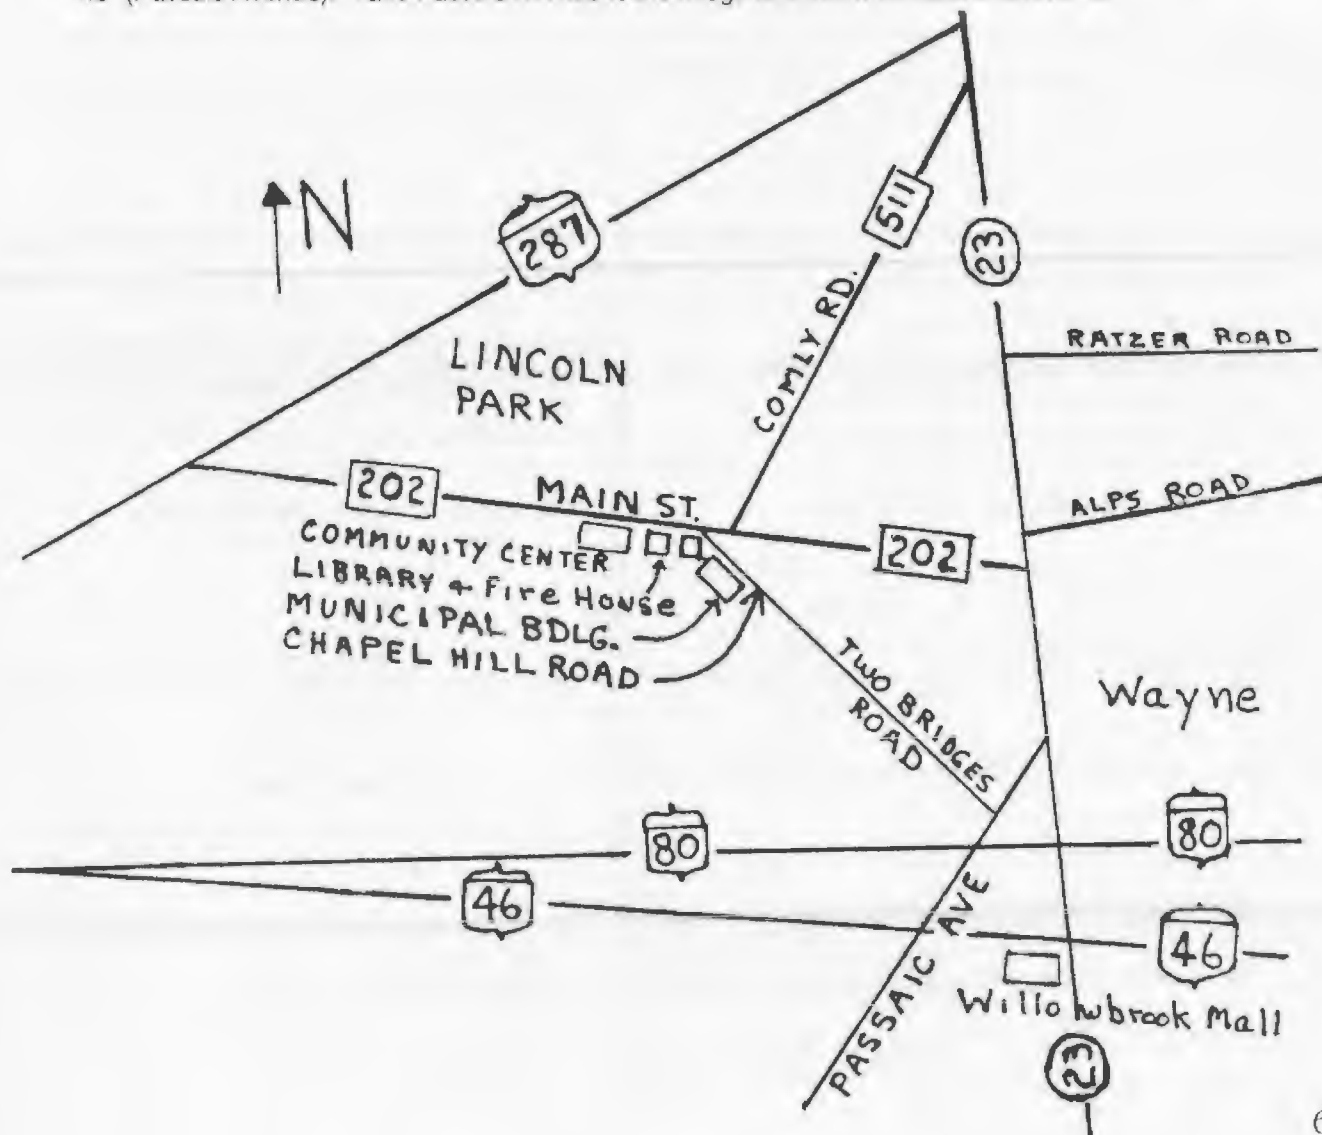 N
287
511
23
COMLY RD.
RATZER ROAD
LINCOLN
PARK
202
MAIN ST.
ALPS ROAD
202
COMMUNITY CENTER
LIBRARY & Fire House
MUNICIPAL BDLG.
CHAPEL HILL ROAD
TWO BRIDGES
ROAD
Wayne
80
80
46
46
PASSAIC AVE
Willowbrook Mall
23